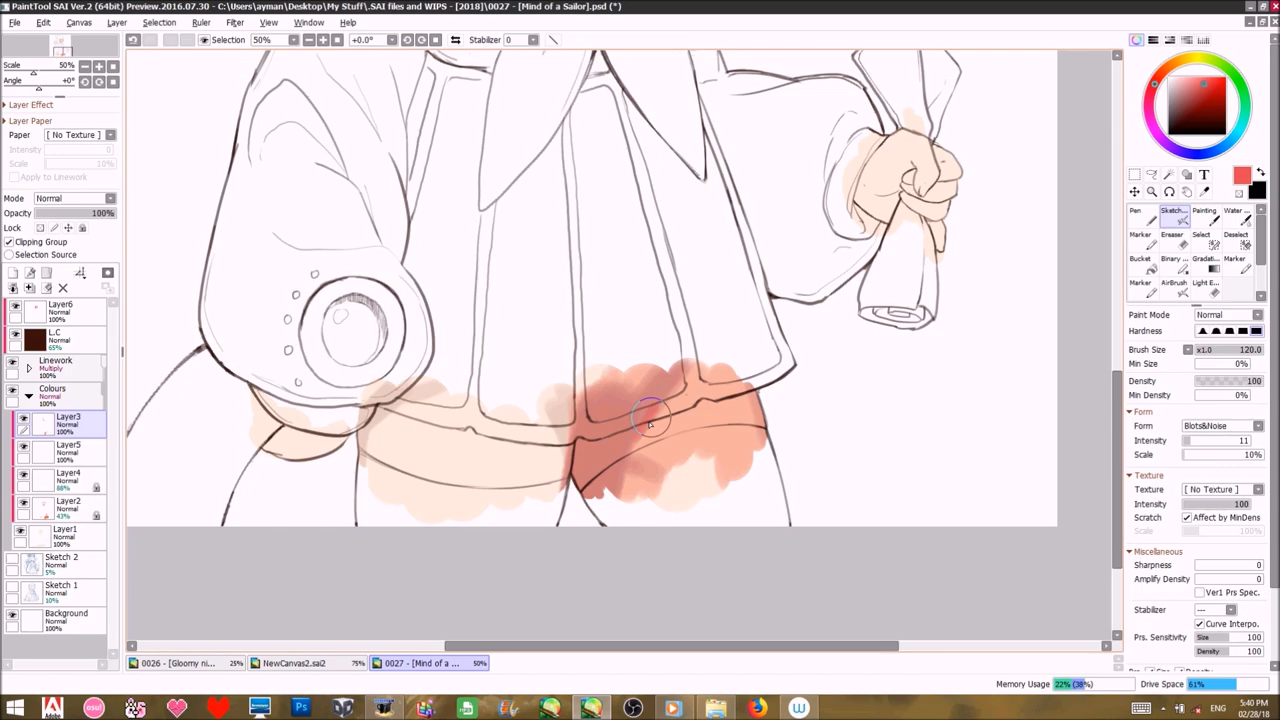 PaintTool SAI Ver.2 (64bit) Preview.2016.07.30 - C:\Users\ayman\Desktop\My Stuff\.SAI files and WIPS - [2018]\0027 - [Mind of a Sailor].psd (*)
File Edit Canvas Layer Selection Ruler Filter View Window Help
Selection 50% +0.0° Stabilizer 0
Scale 50%
Angle +0°
Layer Effect
Layer Paper
Paper [ No Texture ]
Intensity 0
Scale 10%
Apply to Linework
Mode Normal
Opacity 100%
Lock
Clipping Group
Selection Source
Layer6
100%
L.C
65%
Linework
Multiply
100%
Colours
Normal
100%
Layer3
Normal
100%
Layer5
Normal
100%
Layer4
Normal
88%
Layer2
Normal
43%
Layer1
Normal
100%
Sketch 2
Normal
5%
Sketch 1
Normal
10%
Background
Normal
100%
T
Pen Sketch... Painting Water ...
Marker Eraser Select Deselect
Bucket Binary ... Gradati... Marker
Marker AirBrush Light E...
Paint Mode Normal
Hardness
Brush Size x1.0 120.0
Min Size 0%
Density 100
Min Density 0%
Form
Form Blots&Noise
Intensity 11
Scale 10%
Texture
Texture [ No Texture ]
Intensity 100
Scratch Affect by MinDens
Scale 100%
Miscellaneous
Sharpness 0
Amplify Density 0
Ver1 Prs Spec.
Stabilizer ---
Curve Interpo.
Prs. Sensitivity Size 100
Density 100
0026 - [Gloomy ni... 25% NewCanvas2.sai2 75% 0027 - [Mind of a ... 50%
Memory Usage 22% (38%) Drive Space 61%
Adobe osu! Ps W ENG 5:40 PM
02/28/18